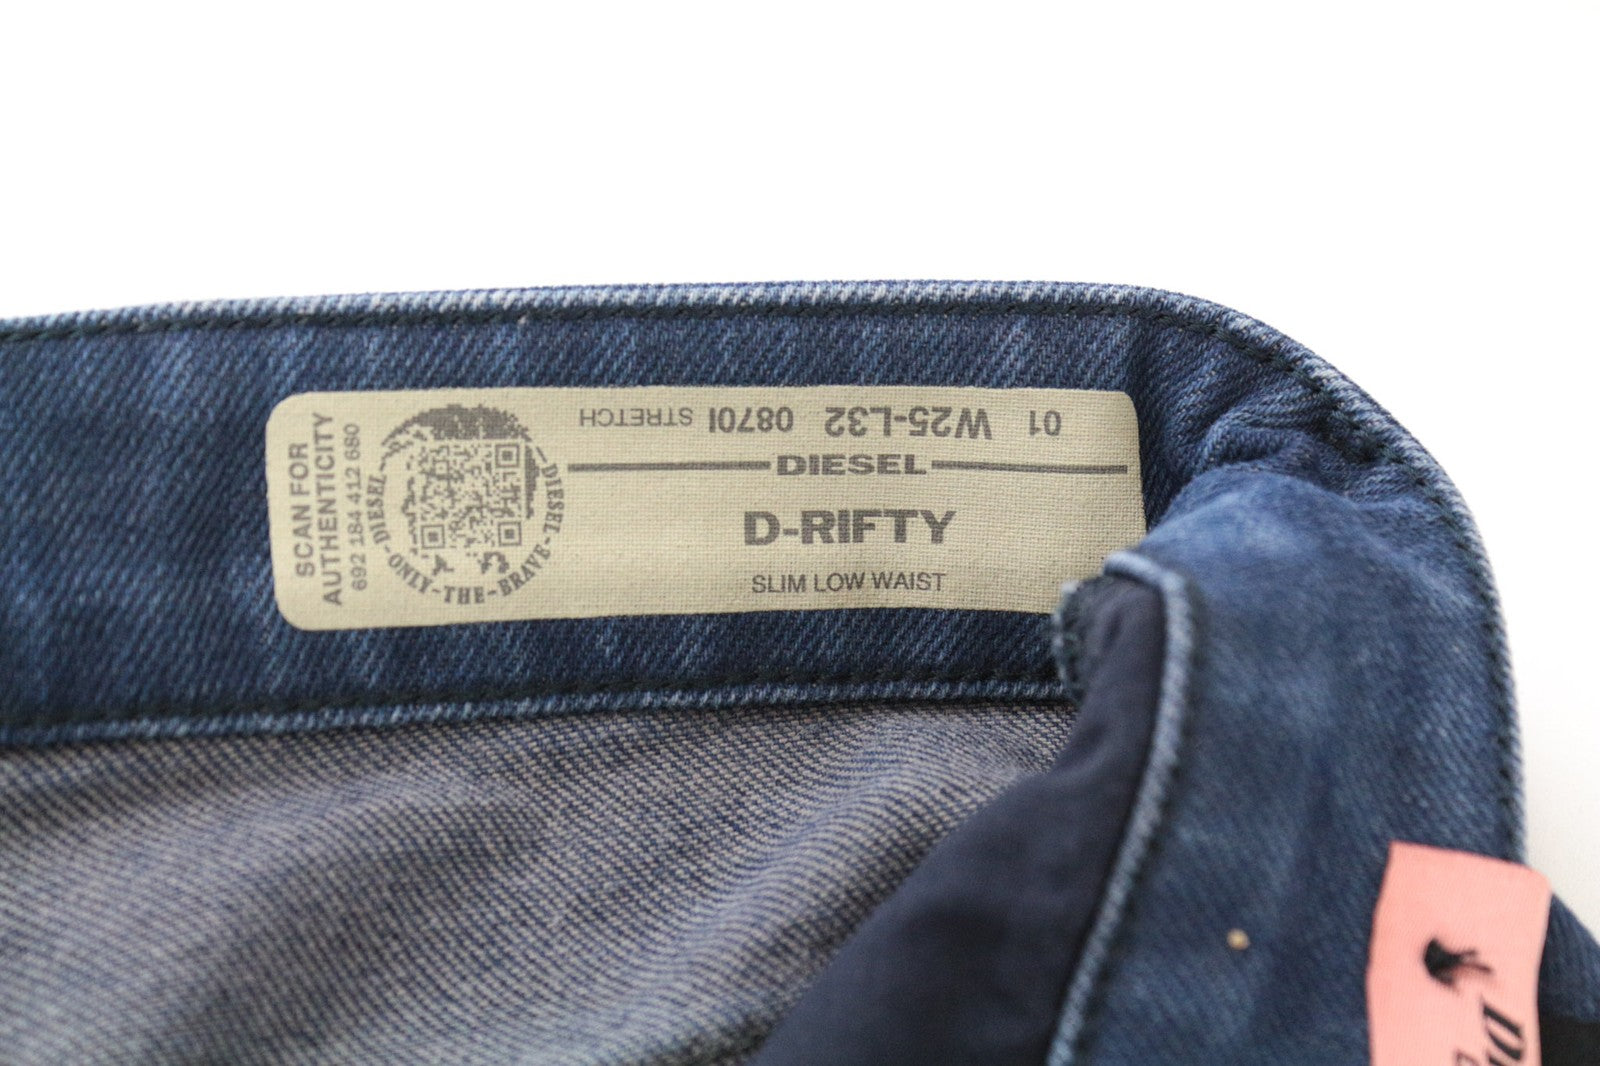 SCAN FOR
AUTHENTICITY
692 184 412 680
DIESEL-ONLY-THE-BRAVE-DIESEL
01 W25-L32 0870I STRETCH
DIESEL
D-RIFTY
SLIM LOW WAIST